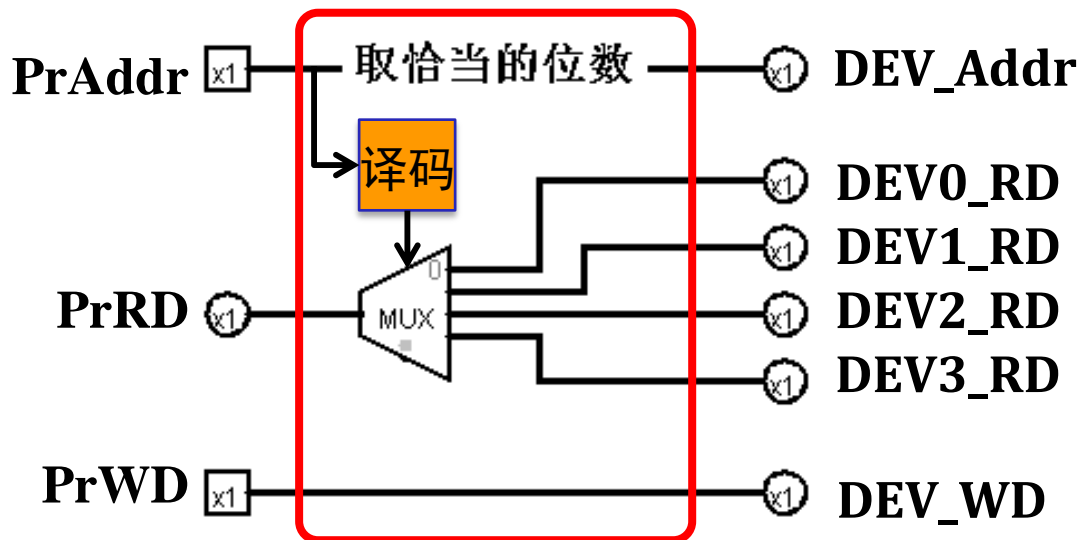 PrAddr x1 取恰当的位数 x1 DEV_Addr
译码
x1 DEV0_RD
0
x1 DEV1_RD
PrRD x1 MUX x1 DEV2_RD
x1 DEV3_RD
PrWD x1 x1 DEV_WD